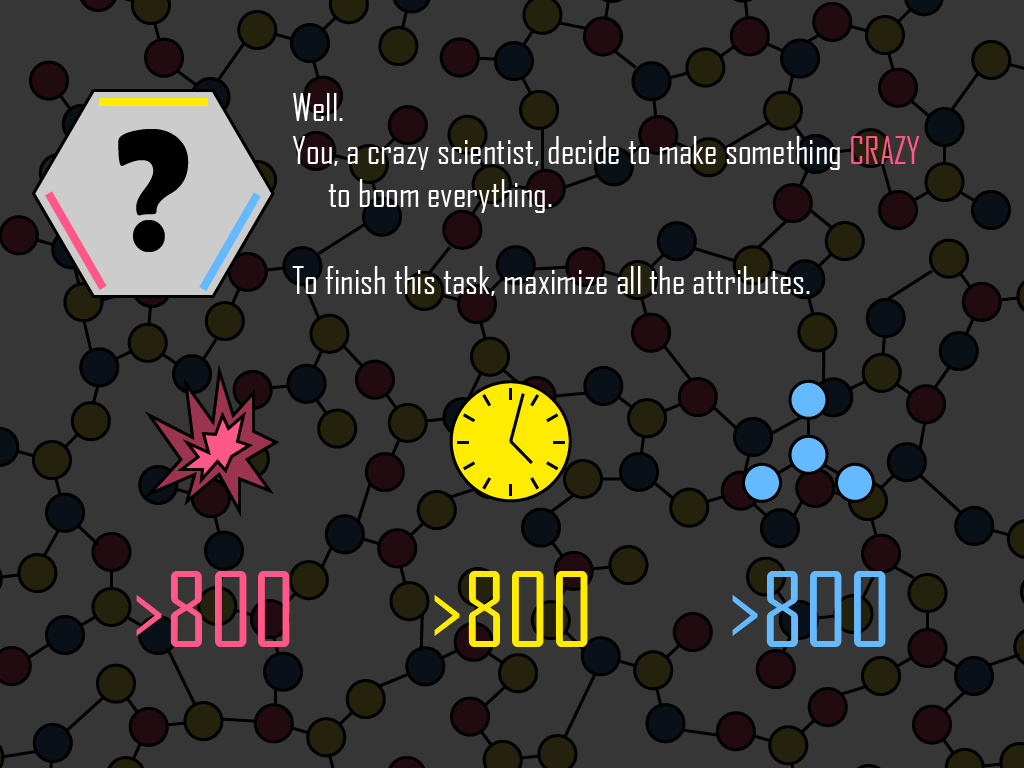 ?
Well.
You, a crazy scientist, decide to make something CRAZY
to boom everything.
To finish this task, maximize all the attributes.
>800 >800 >800